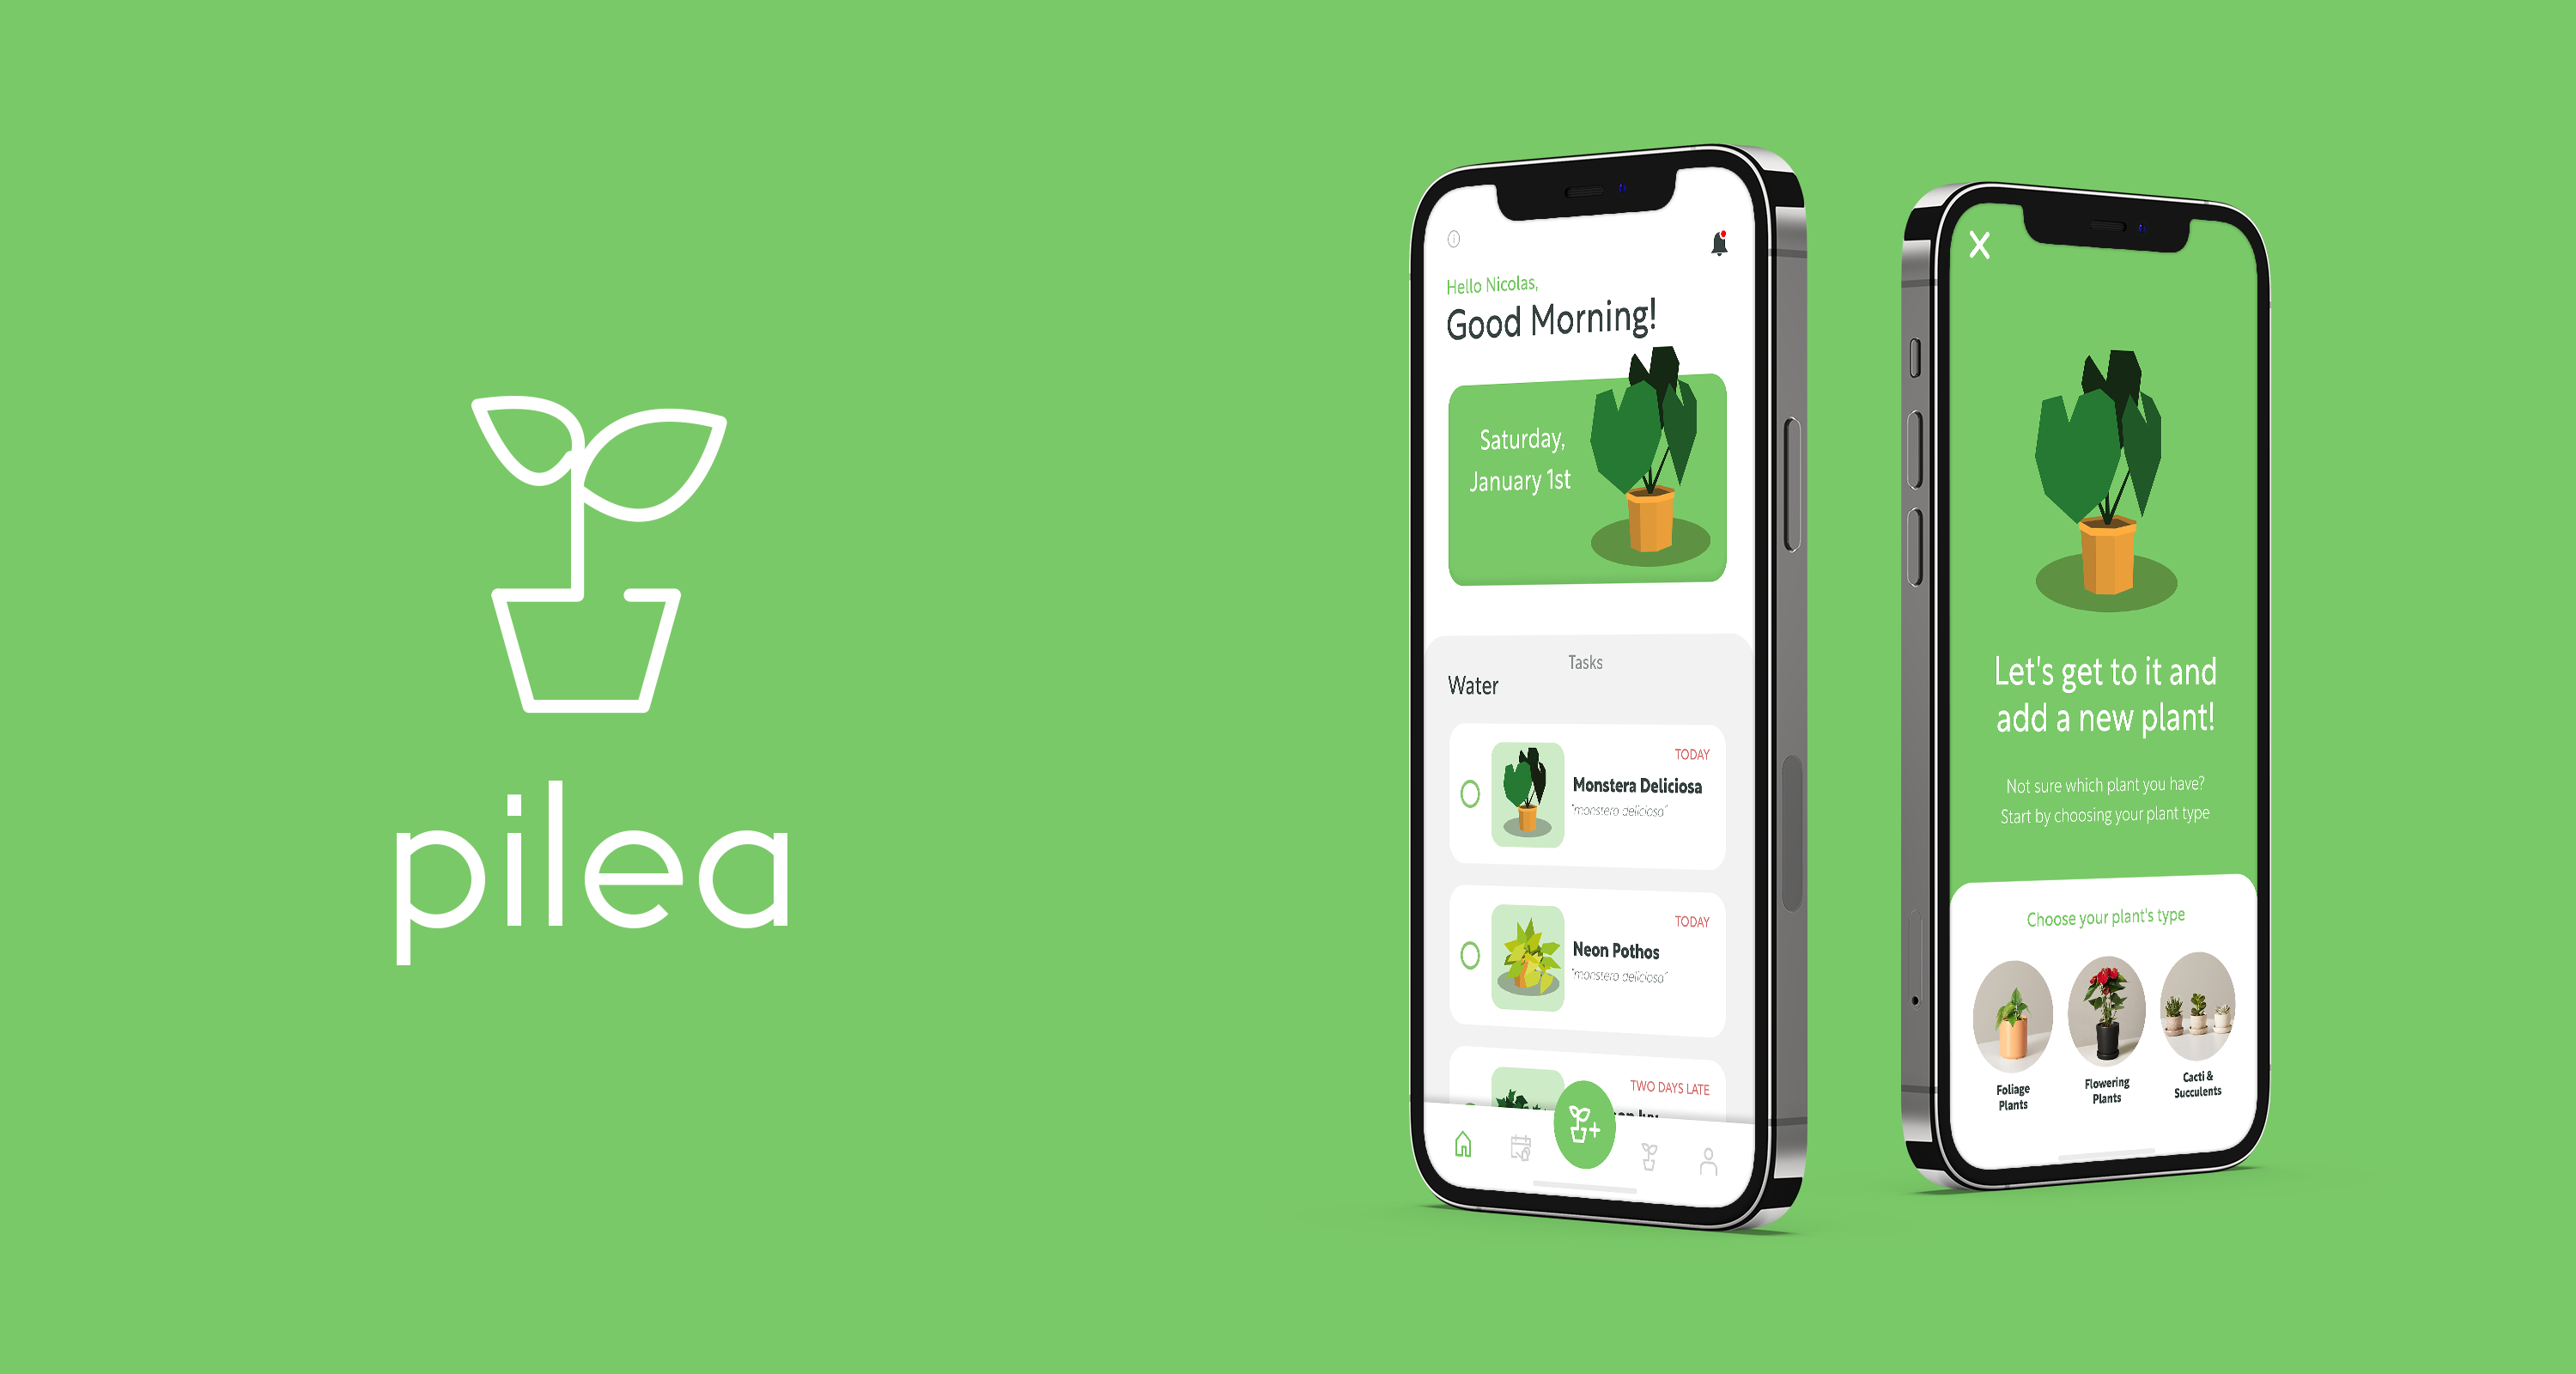 pilea
Hello Nicolas,
Good Morning!
Saturday,
January 1st
Tasks
Water
TODAY
Monstera Deliciosa
"monstera deliciosa"
TODAY
Neon Pothos
"monstera deliciosa"
TWO DAYS LATE
Let's get to it and
add a new plant!
Not sure which plant you have?
Start by choosing your plant type
Choose your plant's type
Foliage
Plants
Flowering
Plants
Cacti &
Succulents